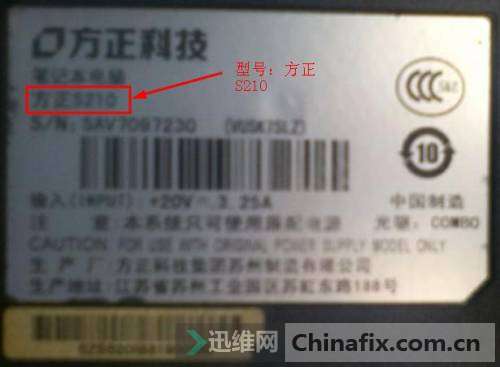 方正科技
型号：方正
S210
笔记本电脑
方正S210
S/N: SAV7087230 (VUSK7SLZ)
10
输入(INPUT): +20V⎓3.25A
中国制造
注 意:本系统只可使用原配电源
光驱: COMBO
CAUTION FOR USE WITH ORIGINAL POWER SUPPLY MODEL ONLY
生 产 厂: 方正科技集团苏州制造有限公司
生产地址: 江苏省苏州工业园区苏虹东路188号
迅维网
Chinafix.com.cn